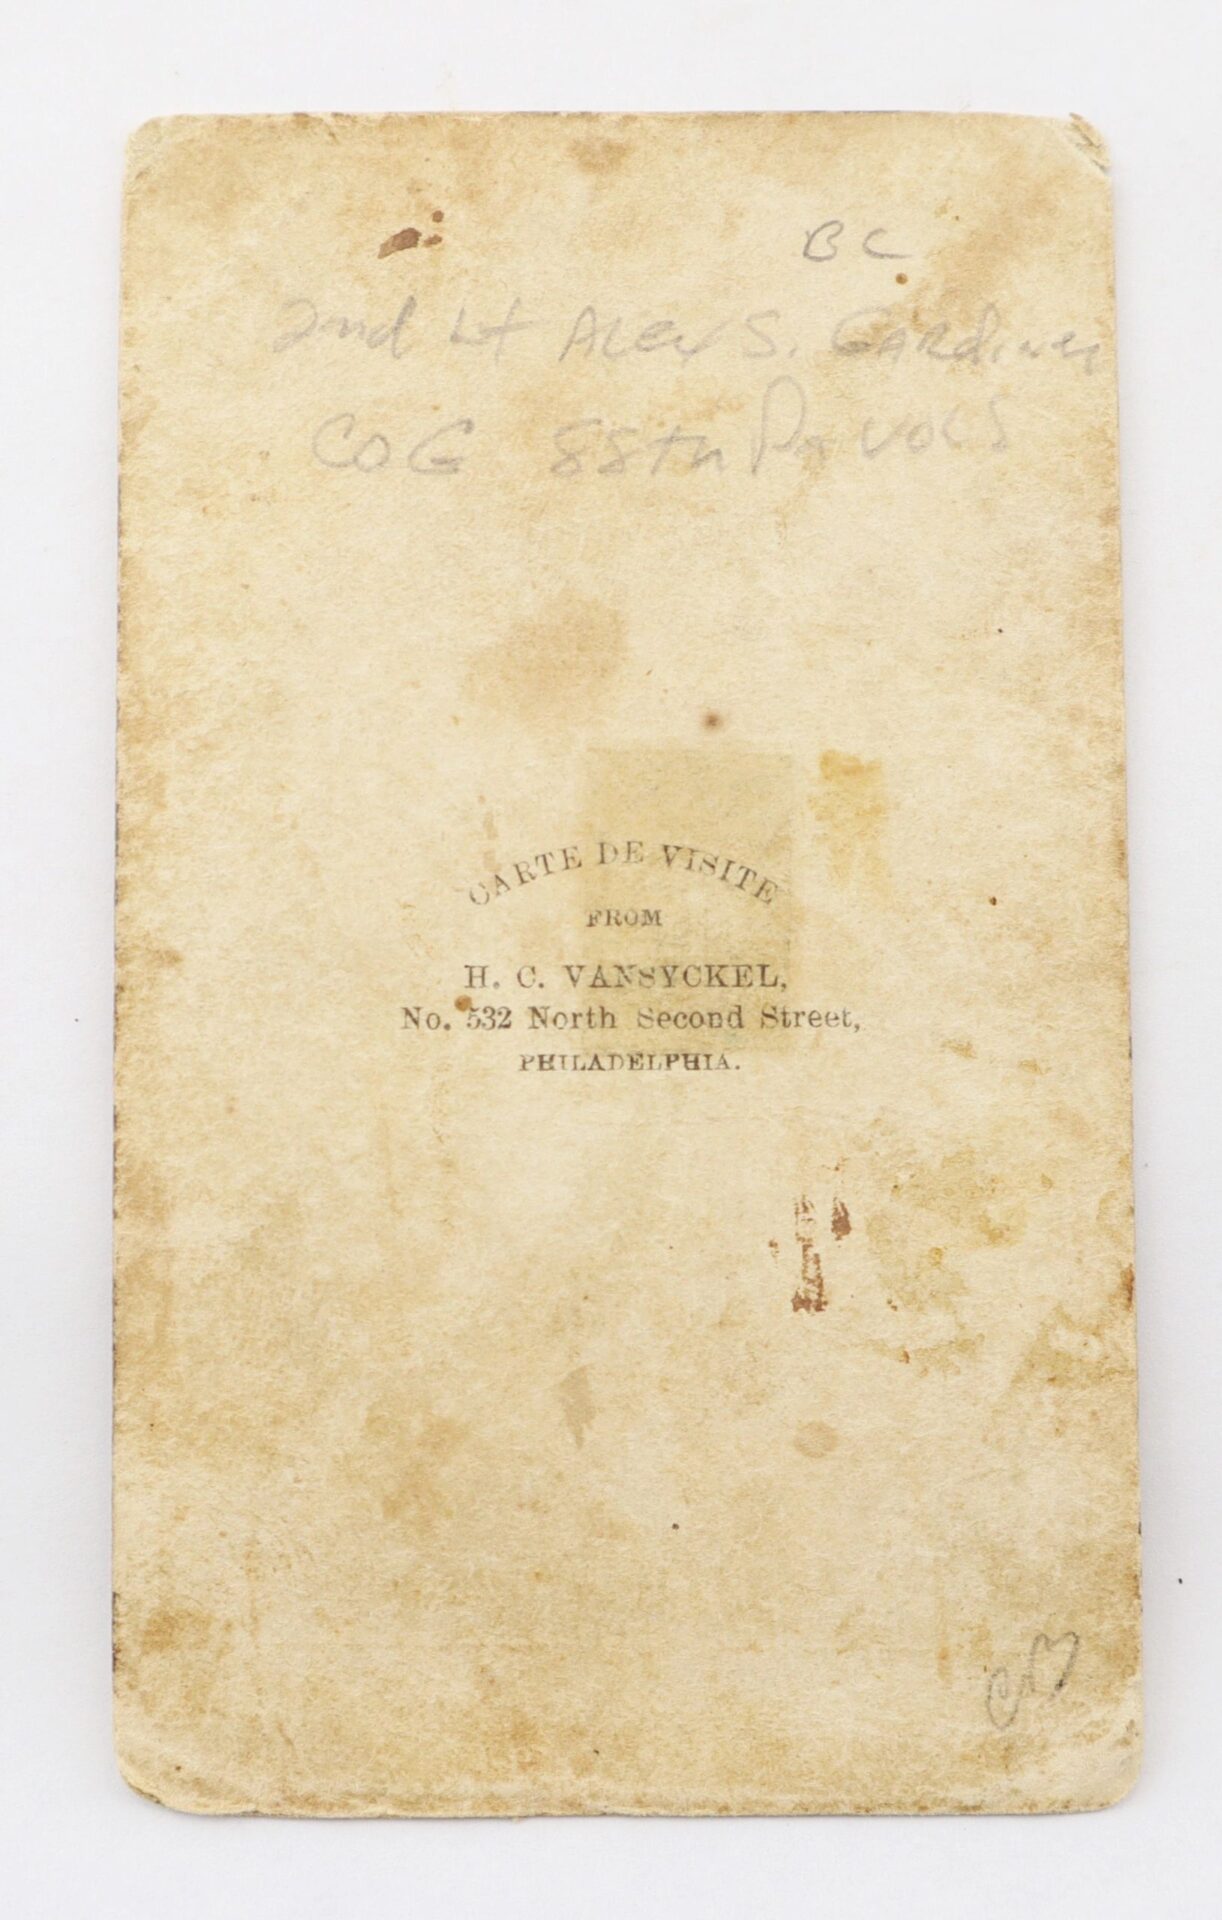 BC
2nd Lt Alex S. Gardiner
CO G 88th Pa VOLS
CARTE DE VISITE
FROM
H. C. VANSYCKEL,
No. 532 North Second Street,
PHILADELPHIA.